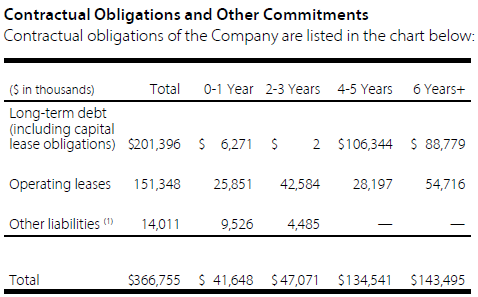 Contractual Obligations and Other Commitments
Contractual obligations of the Company are listed in the chart below:
($ in thousands) Total 0-1 Year 2-3 Years 4-5 Years 6 Years+
Long-term debt
(including capital
lease obligations) $201,396 $ 6,271 $ 2 $106,344 $ 88,779
Operating leases 151,348 25,851 42,584 28,197 54,716
Other liabilities (1) 14,011 9,526 4,485 — —
Total $366,755 $ 41,648 $47,071 $134,541 $143,495